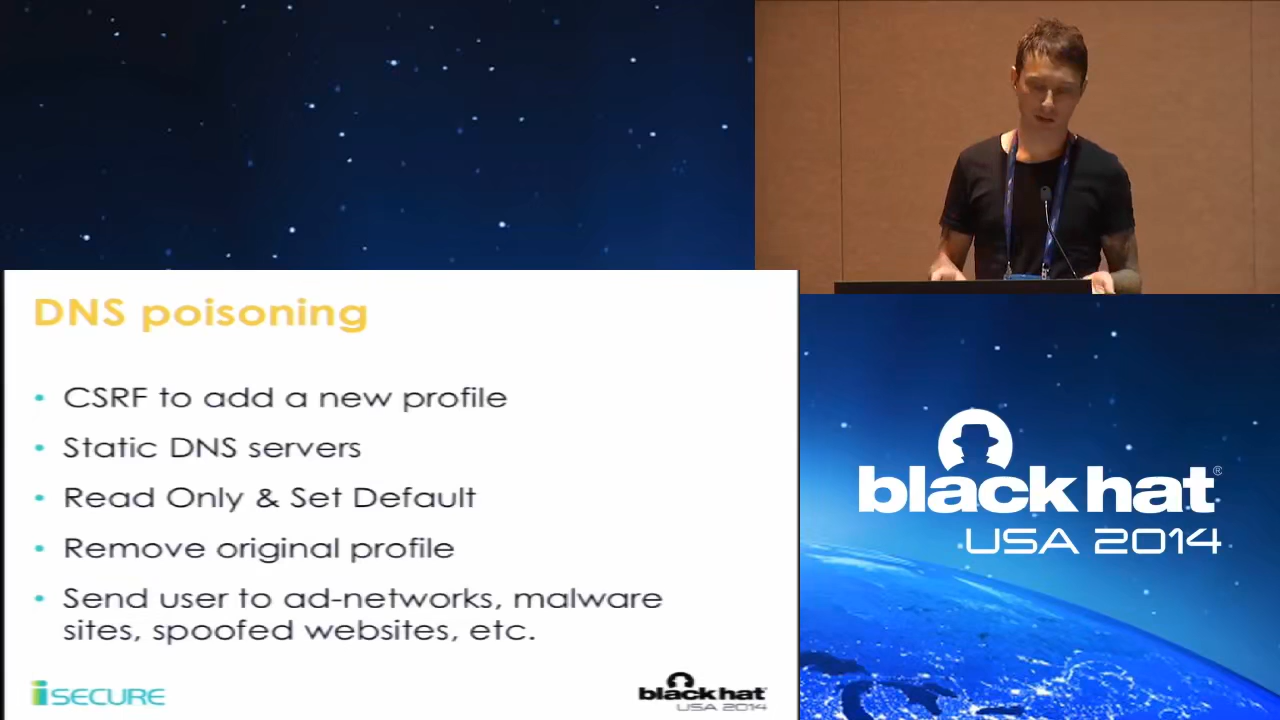 DNS poisoning
• CSRF to add a new profile
• Static DNS servers
• Read Only & Set Default
• Remove original profile
• Send user to ad-networks, malware
sites, spoofed websites, etc.
iSECURE
black hat
USA 2014
black hat®
USA 2014